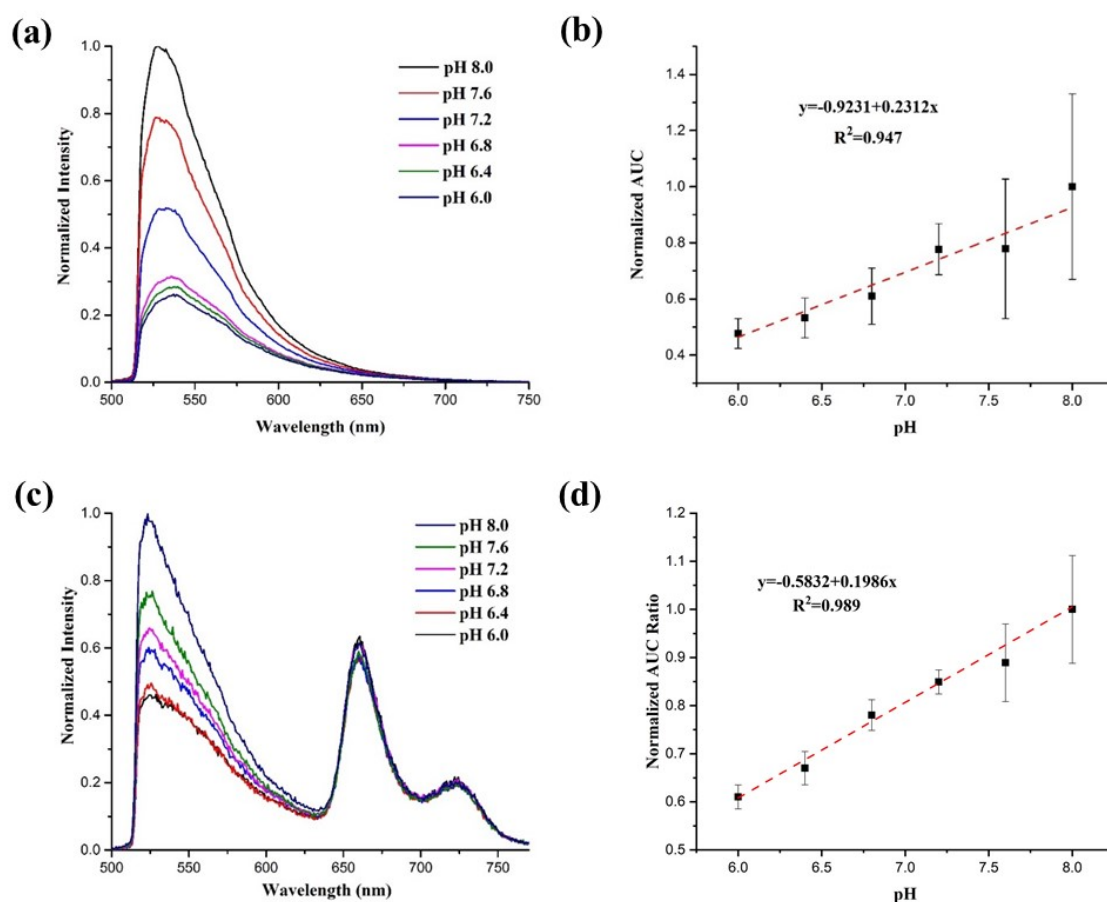 (a)
Normalized Intensity
1.0
0.8
0.6
0.4
0.2
0.0
500 550 600 650 700 750
Wavelength (nm)
pH 8.0
pH 7.6
pH 7.2
pH 6.8
pH 6.4
pH 6.0
(b)
Normalized AUC
1.4
1.2
1.0
0.8
0.6
0.4
6.0 6.5 7.0 7.5 8.0
pH
y=-0.9231+0.2312x
R²=0.947
(c)
Normalized Intensity
1.0
0.8
0.6
0.4
0.2
0.0
500 550 600 650 700 750
Wavelength (nm)
pH 8.0
pH 7.6
pH 7.2
pH 6.8
pH 6.4
pH 6.0
(d)
Normalized AUC Ratio
1.2
1.1
1.0
0.9
0.8
0.7
0.6
0.5
6.0 6.5 7.0 7.5 8.0
pH
y=-0.5832+0.1986x
R²=0.989